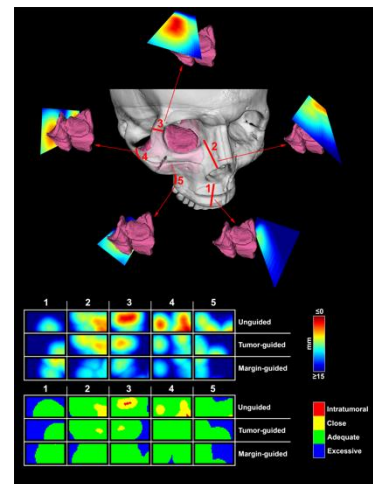 3
2
4
1
5
1 2 3 4 5
≤0
Unguided
Tumor-guided
mm
Margin-guided
≥15
1 2 3 4 5
Unguided
Intratumoral
Close
Tumor-guided
Adequate
Margin-guided
Excessive